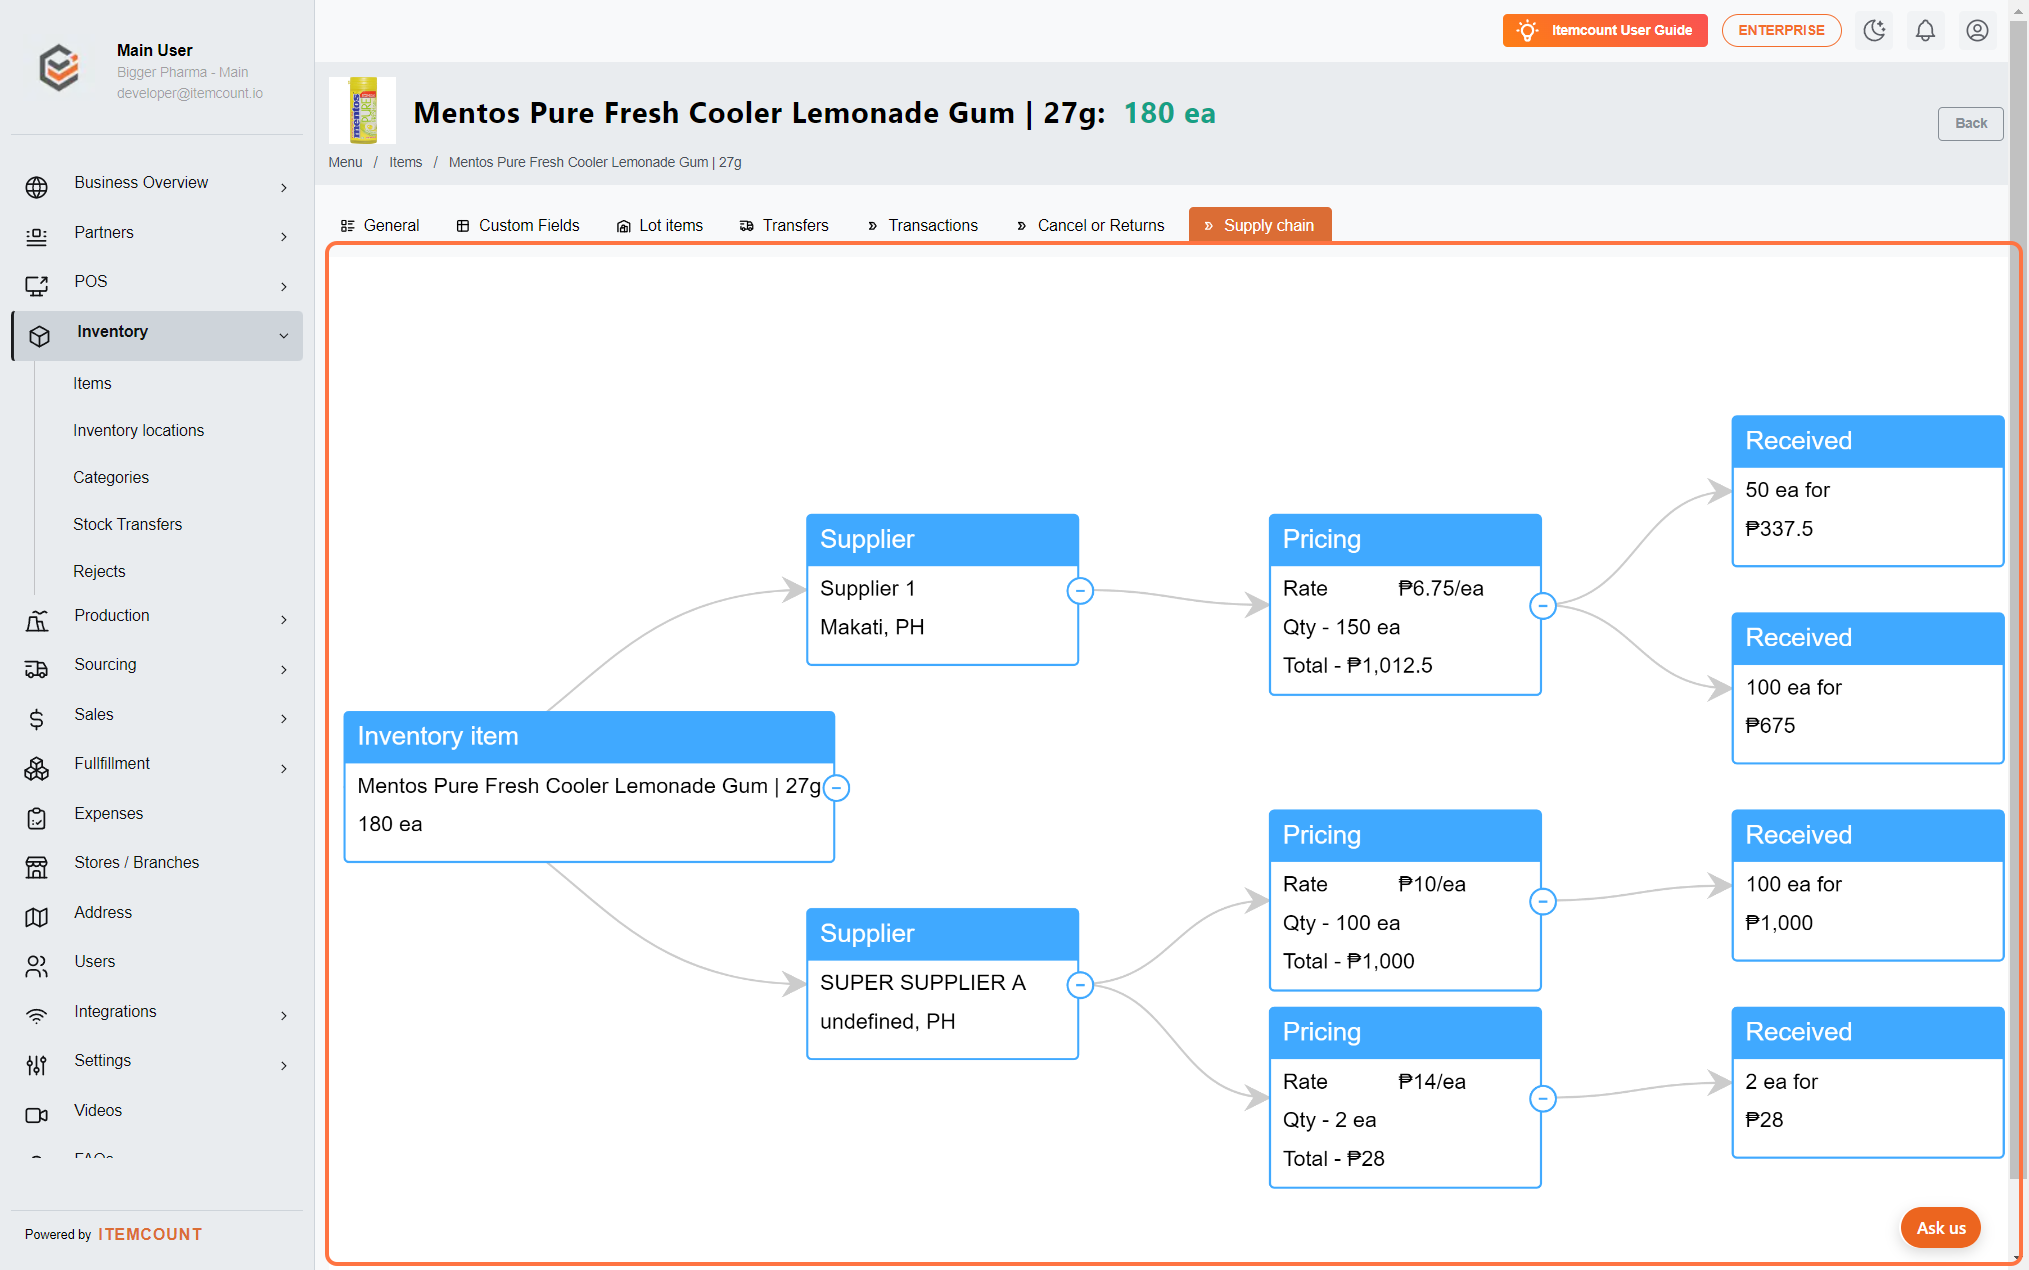 Main User
Bigger Pharma - Main
developer@itemcount.io
Itemcount User Guide
ENTERPRISE
mentos
Mentos Pure Fresh Cooler Lemonade Gum | 27g: 180 ea
Back
Menu / Items / Mentos Pure Fresh Cooler Lemonade Gum | 27g
General
Custom Fields
Lot items
Transfers
Transactions
Cancel or Returns
Supply chain
Business Overview
Partners
POS
Inventory
Items
Inventory locations
Categories
Stock Transfers
Rejects
Production
Sourcing
Sales
Fullfillment
Expenses
Stores / Branches
Address
Users
Integrations
Settings
Videos
FAQs
Powered by ITEMCOUNT
Inventory item
Mentos Pure Fresh Cooler Lemonade Gum | 27g
180 ea
Supplier
Supplier 1
Makati, PH
Supplier
SUPER SUPPLIER A
undefined, PH
Pricing
Rate ₱6.75/ea
Qty - 150 ea
Total - ₱1,012.5
Pricing
Rate ₱10/ea
Qty - 100 ea
Total - ₱1,000
Pricing
Rate ₱14/ea
Qty - 2 ea
Total - ₱28
Received
50 ea for
₱337.5
Received
100 ea for
₱675
Received
100 ea for
₱1,000
Received
2 ea for
₱28
Ask us